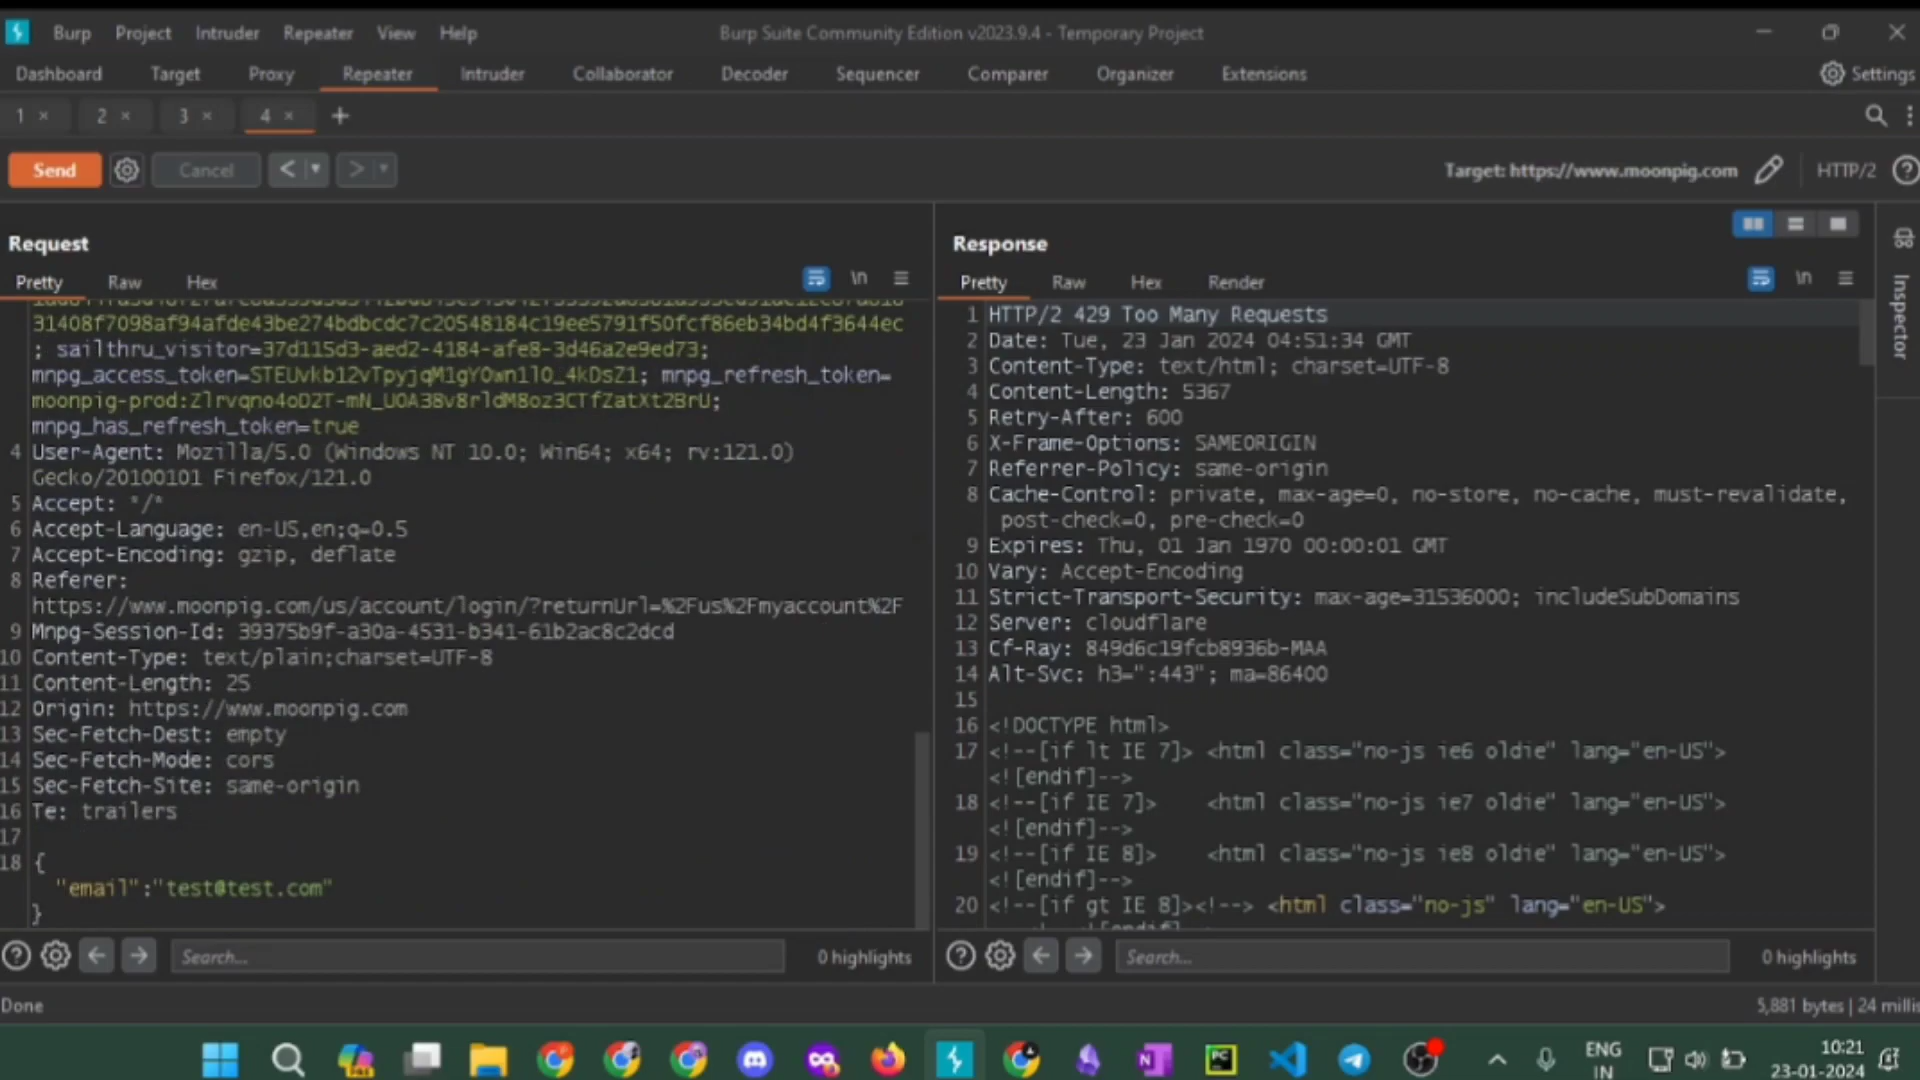 Burp Project Intruder Repeater View Help
Burp Suite Community Edition v2023.9.4 - Temporary Project
Dashboard Target Proxy Repeater Intruder Collaborator Decoder Sequencer Comparer Organizer Extensions
Settings
1 × 2 × 3 × 4 × +
Send Cancel < >
Target: https://www.moonpig.com HTTP/2
Request
Pretty Raw Hex
\n
31408f7098af94afde43be274bdbcdc7c20548184c19ee5791f50fcf86eb34bd4f3644ec
; sailthru_visitor=37d115d3-aed2-4184-afe8-3d46a2e9ed73;
mnpg_access_token=STEUvkb12vTpyjqM1gYOwn1lO_4kDsZ1; mnpg_refresh_token=
moonpig-prod:Zlrvqno4oD2T-mN_UOA38v8rldM8oz3CTfZatXt2BrU;
mnpg_has_refresh_token=true
4 User-Agent: Mozilla/5.0 (Windows NT 10.0; Win64; x64; rv:121.0)
Gecko/20100101 Firefox/121.0
5 Accept: */*
6 Accept-Language: en-US,en;q=0.5
7 Accept-Encoding: gzip, deflate
8 Referer:
https://www.moonpig.com/us/account/login/?returnUrl=%2Fus%2Fmyaccount%2F
9 Mnpg-Session-Id: 39375b9f-a30a-4531-b341-61b2ac8c2dcd
10 Content-Type: text/plain;charset=UTF-8
11 Content-Length: 25
12 Origin: https://www.moonpig.com
13 Sec-Fetch-Dest: empty
14 Sec-Fetch-Mode: cors
15 Sec-Fetch-Site: same-origin
16 Te: trailers
17
18 {
"email":"test@test.com"
}
Search...
0 highlights
Response
Pretty Raw Hex Render
\n
1 HTTP/2 429 Too Many Requests
2 Date: Tue, 23 Jan 2024 04:51:34 GMT
3 Content-Type: text/html; charset=UTF-8
4 Content-Length: 5367
5 Retry-After: 600
6 X-Frame-Options: SAMEORIGIN
7 Referrer-Policy: same-origin
8 Cache-Control: private, max-age=0, no-store, no-cache, must-revalidate,
post-check=0, pre-check=0
9 Expires: Thu, 01 Jan 1970 00:00:01 GMT
10 Vary: Accept-Encoding
11 Strict-Transport-Security: max-age=31536000; includeSubDomains
12 Server: cloudflare
13 Cf-Ray: 849d6c19fcb8936b-MAA
14 Alt-Svc: h3=":443"; ma=86400
15
16 <!DOCTYPE html>
17 <!--[if lt IE 7]> <html class="no-js ie6 oldie" lang="en-US">
<![endif]-->
18 <!--[if IE 7]> <html class="no-js ie7 oldie" lang="en-US">
<![endif]-->
19 <!--[if IE 8]> <html class="no-js ie8 oldie" lang="en-US">
<![endif]-->
20 <!--[if gt IE 8]><!--> <html class="no-js" lang="en-US">
Search...
0 highlights
Inspector
Done
5,881 bytes | 24 milli
ENG
IN
10:21
23-01-2024